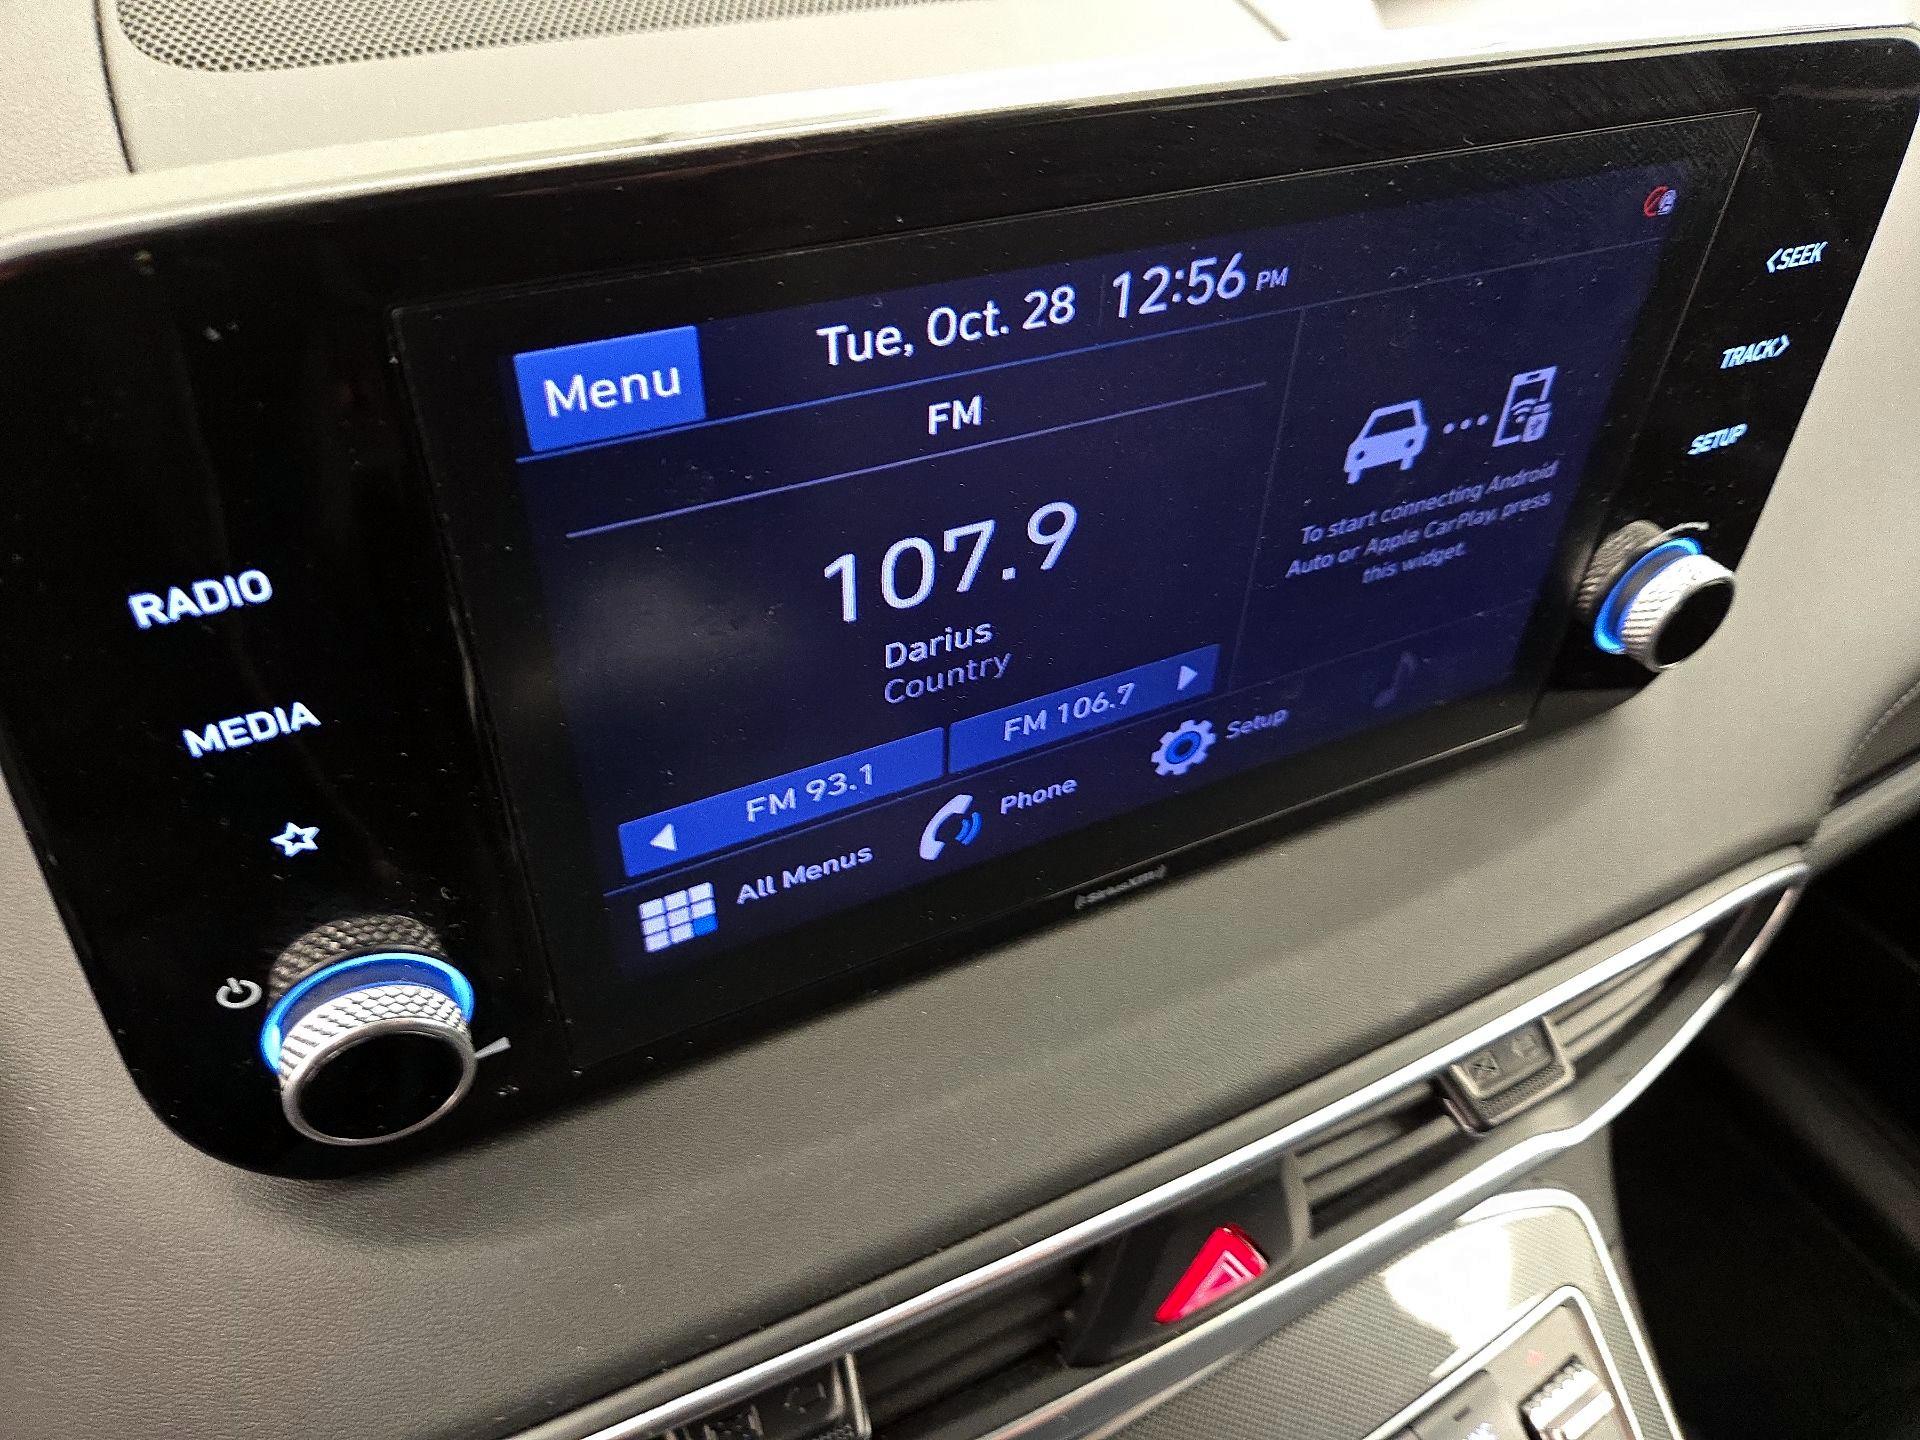 Menu
Tue, Oct. 28
12:56 PM
FM
107.9
Darius
Country
FM 93.1
FM 106.7
To start connecting Android
Auto or Apple CarPlay, press
this widget.
All Menus
Phone
Setup
RADIO
MEDIA
<SEEK
TRACK>
SETUP
SiriusXM